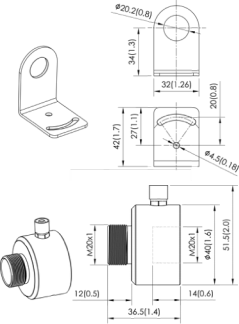 Ø20.2(0.8)
34(1.3)
32(1.26)
20(0.8)
42(1.7)
27(1.1)
Ø4.5(0.18)
M20x1
Ø40(1.6)
M20x1
51.5(2.0)
12(0.5)
14(0.6)
36.5(1.4)